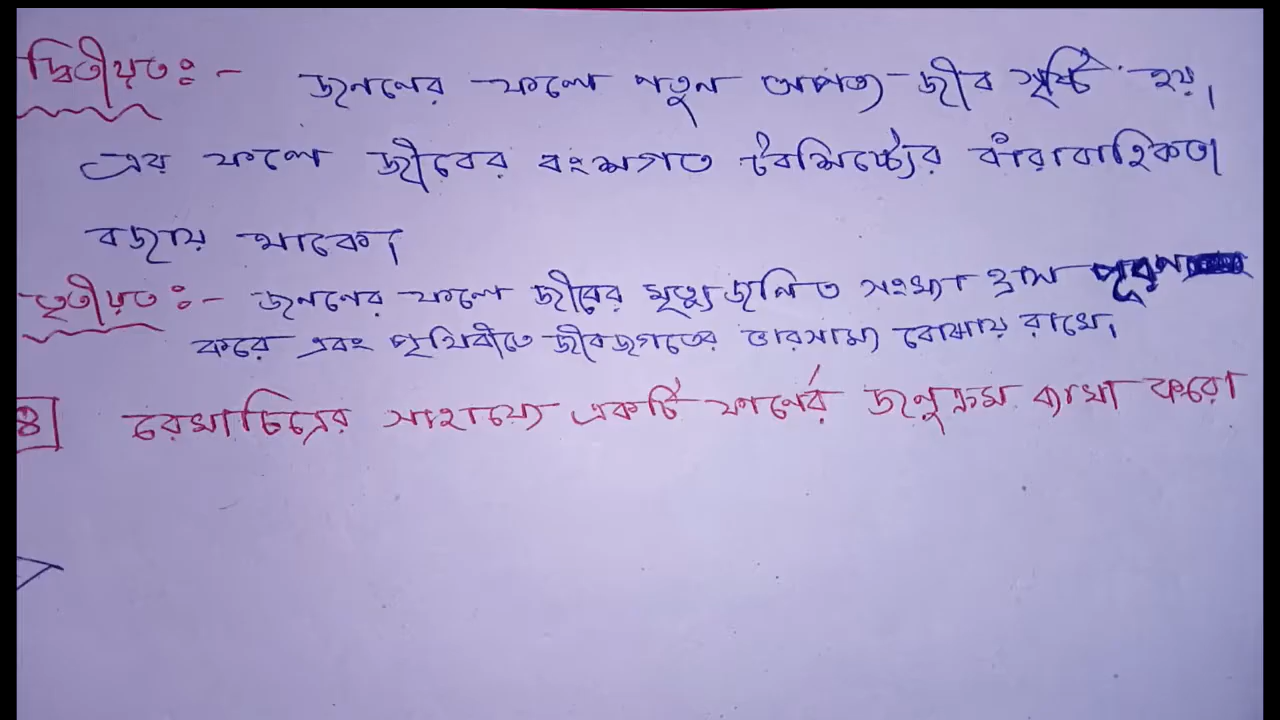 দ্বিতীয়ত ঃ- জননের ফলে নতুন অপত্য জীব সৃষ্টি হয়।
এর ফলে জীবের বংশগত বৈশিষ্ট্যের ধাঁরাবাহিকতা
বজায় থাকে।
তৃতীয়ত ঃ- জননের ফলে জীবের মৃত্যুজনিত সংখ্যা হ্রাস পূরণ
করে এবং পৃথিবীতে জীবজগতের ভারসাম্য বোঝায় রাখে।
৪ রেখাচিত্রের সাহায্যে একটি ফার্ণের জনুক্রম ব্যাখা করো